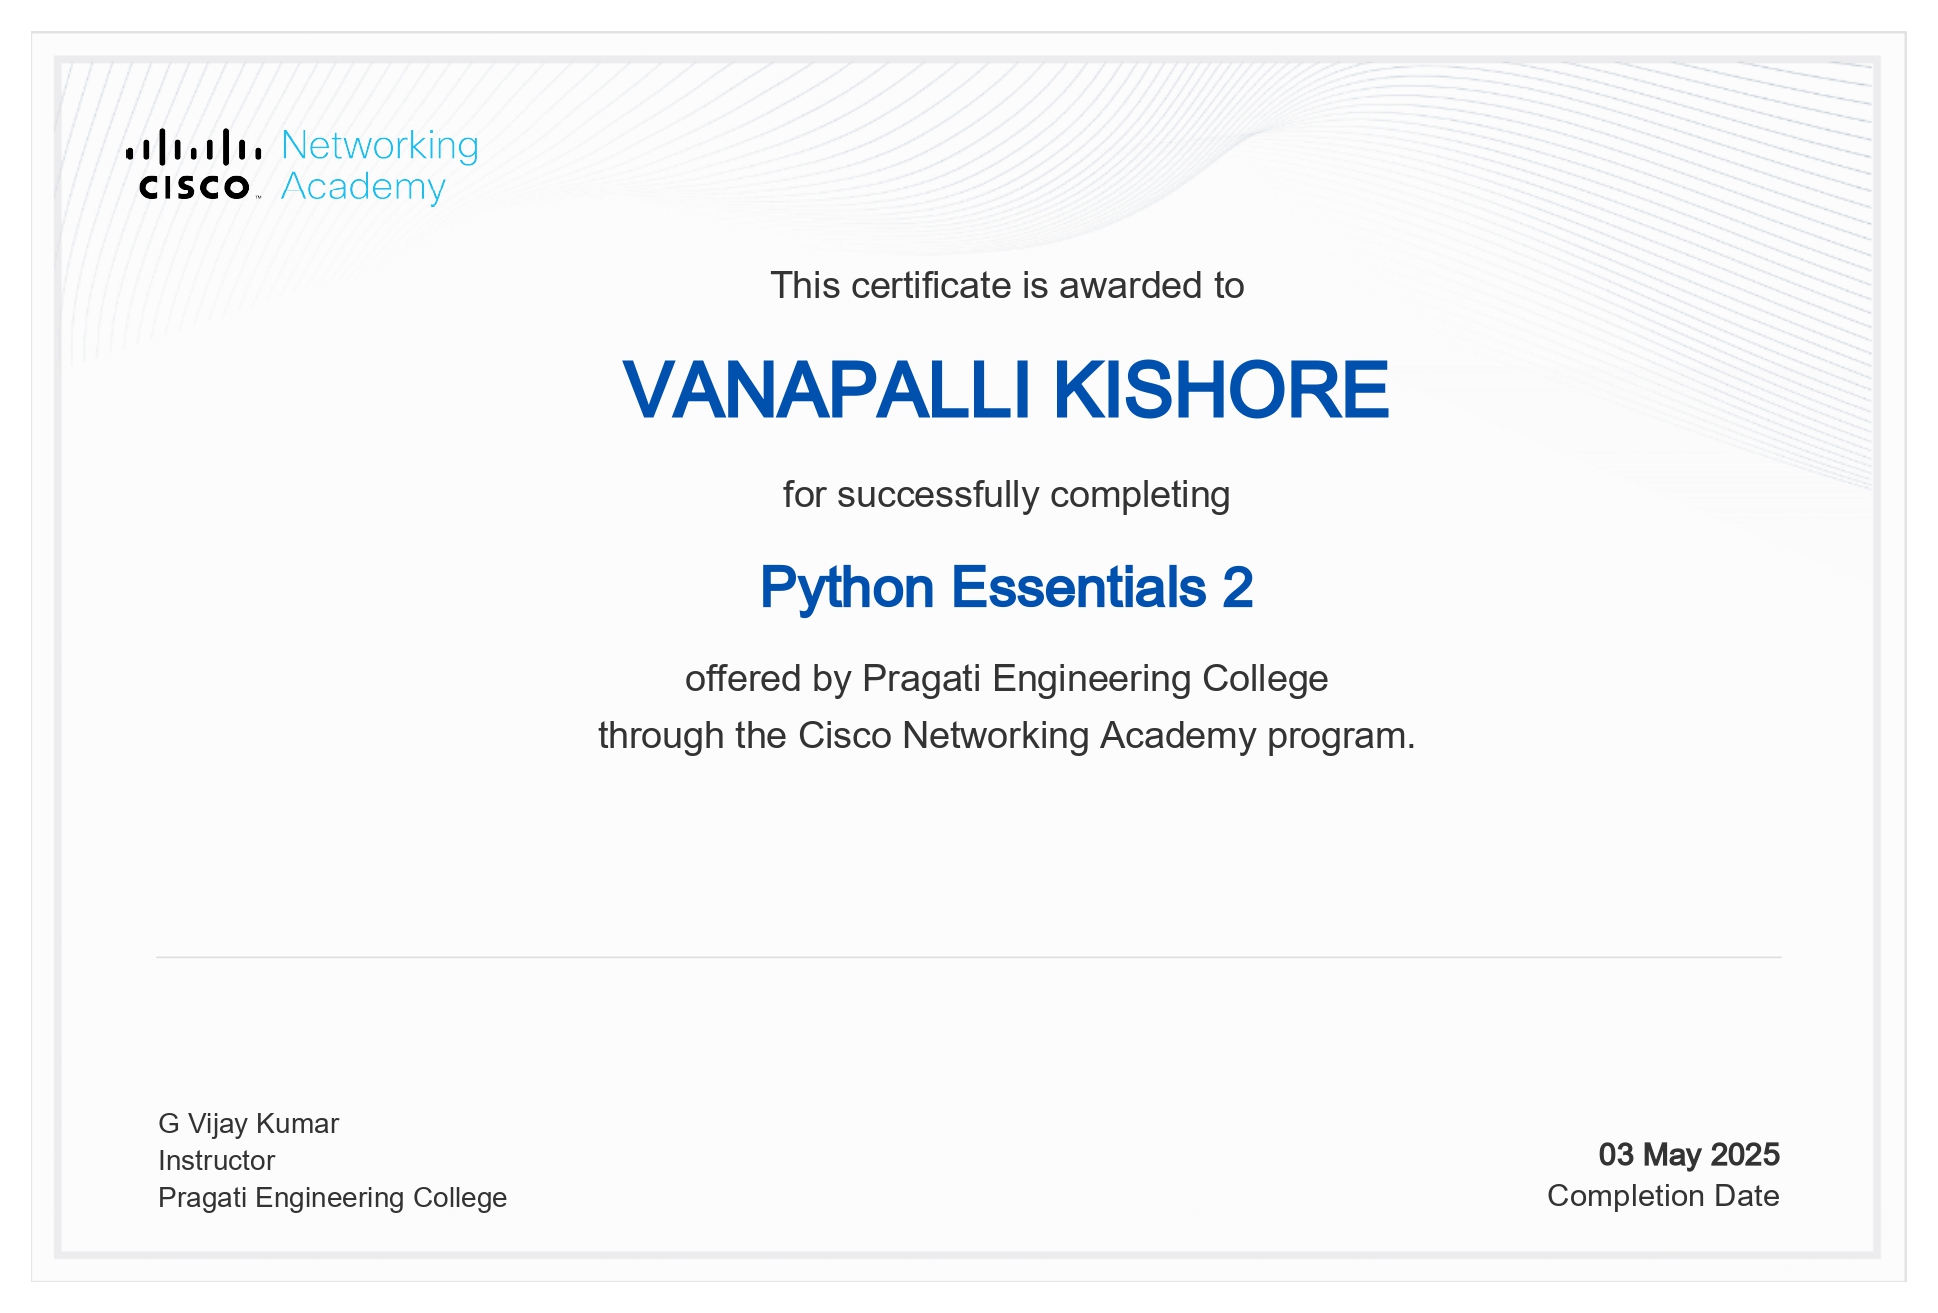 Networking
CISCO™ Academy
This certificate is awarded to
VANAPALLI KISHORE
for successfully completing
Python Essentials 2
offered by Pragati Engineering College
through the Cisco Networking Academy program.
G Vijay Kumar
Instructor
Pragati Engineering College
03 May 2025
Completion Date